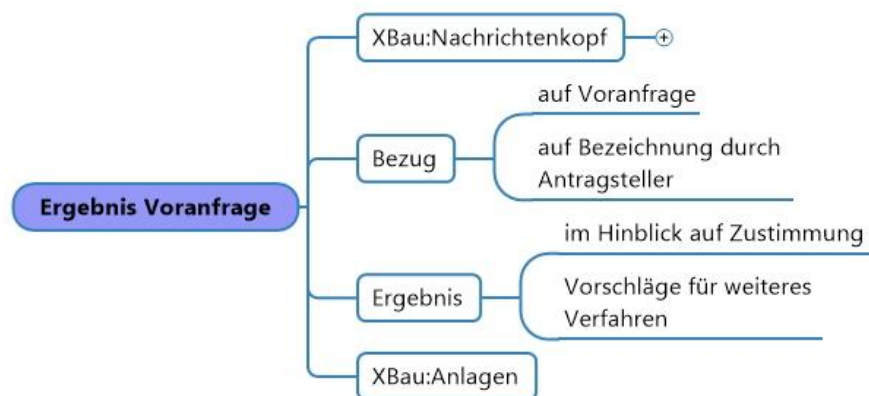 XBau:Nachrichtenkopf
auf Voranfrage
Bezug
auf Bezeichnung durch
Antragsteller
Ergebnis Voranfrage
im Hinblick auf Zustimmung
Ergebnis
Vorschläge für weiteres
Verfahren
XBau:Anlagen